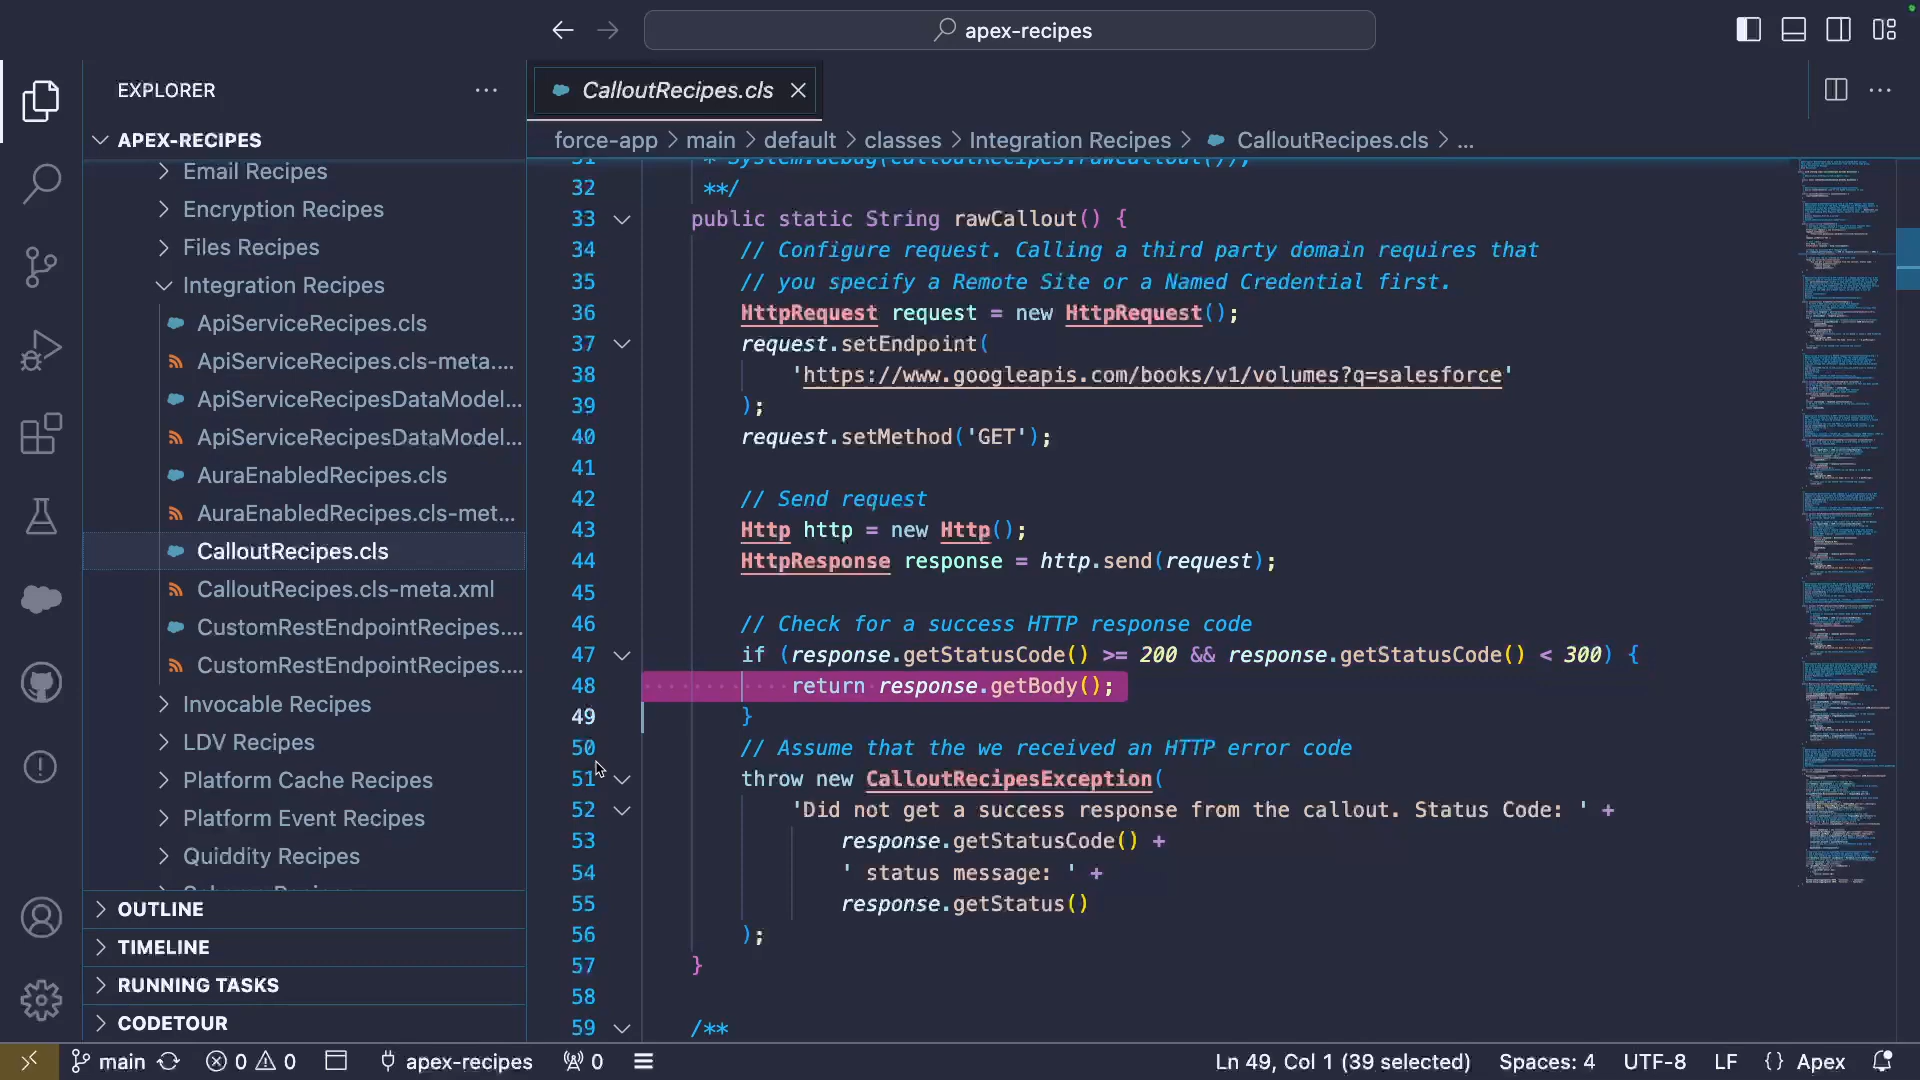 apex-recipes
EXPLORER
APEX-RECIPES
Email Recipes
Encryption Recipes
Files Recipes
Integration Recipes
ApiServiceRecipes.cls
ApiServiceRecipes.cls-meta....
ApiServiceRecipesDataModel...
ApiServiceRecipesDataModel...
AuraEnabledRecipes.cls
AuraEnabledRecipes.cls-met...
CalloutRecipes.cls
CalloutRecipes.cls-meta.xml
CustomRestEndpointRecipes....
CustomRestEndpointRecipes....
Invocable Recipes
LDV Recipes
Platform Cache Recipes
Platform Event Recipes
Quiddity Recipes
OUTLINE
TIMELINE
RUNNING TASKS
CODETOUR
CalloutRecipes.cls
force-app > main > default > classes > Integration Recipes > CalloutRecipes.cls > ...
31 * System.debug(CalloutRecipes.rawCallout());
32 **/
33 public static String rawCallout() {
34 // Configure request. Calling a third party domain requires that
35 // you specify a Remote Site or a Named Credential first.
36 HttpRequest request = new HttpRequest();
37 request.setEndpoint(
38 'https://www.googleapis.com/books/v1/volumes?q=salesforce'
39 );
40 request.setMethod('GET');
41
42 // Send request
43 Http http = new Http();
44 HttpResponse response = http.send(request);
45
46 // Check for a success HTTP response code
47 if (response.getStatusCode() >= 200 && response.getStatusCode() < 300) {
48 return response.getBody();
49 }
50 // Assume that the we received an HTTP error code
51 throw new CalloutRecipesException(
52 'Did not get a success response from the callout. Status Code: ' +
53 response.getStatusCode() +
54 ' status message: ' +
55 response.getStatus()
56 );
57 }
58
59 /**
main 0 0 apex-recipes 0 Ln 49, Col 1 (39 selected) Spaces: 4 UTF-8 LF {} Apex